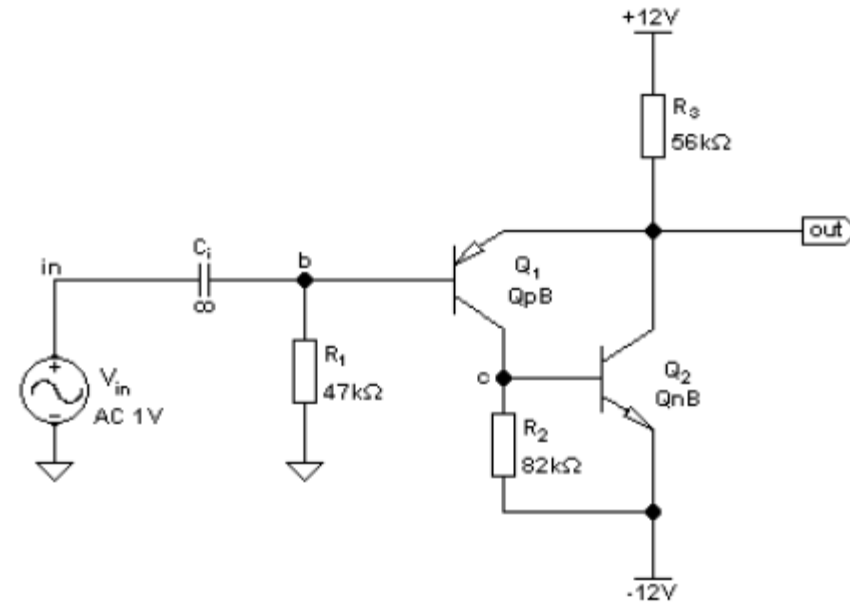 +12V
R3
56kΩ
out
Ci
in
b
∞
Q1
QpB
R1
47kΩ
Vin
AC 1V
c
Q2
QnB
R2
82kΩ
-12V